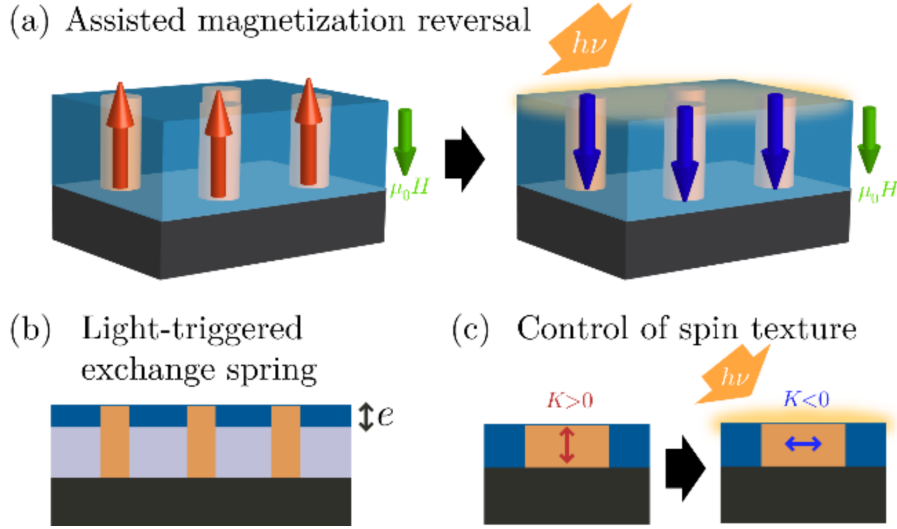 (a) Assisted magnetization reversal
hν
μ₀H
μ₀H
(b) Light-triggered
exchange spring
e
(c) Control of spin texture
hν
K>0
K<0